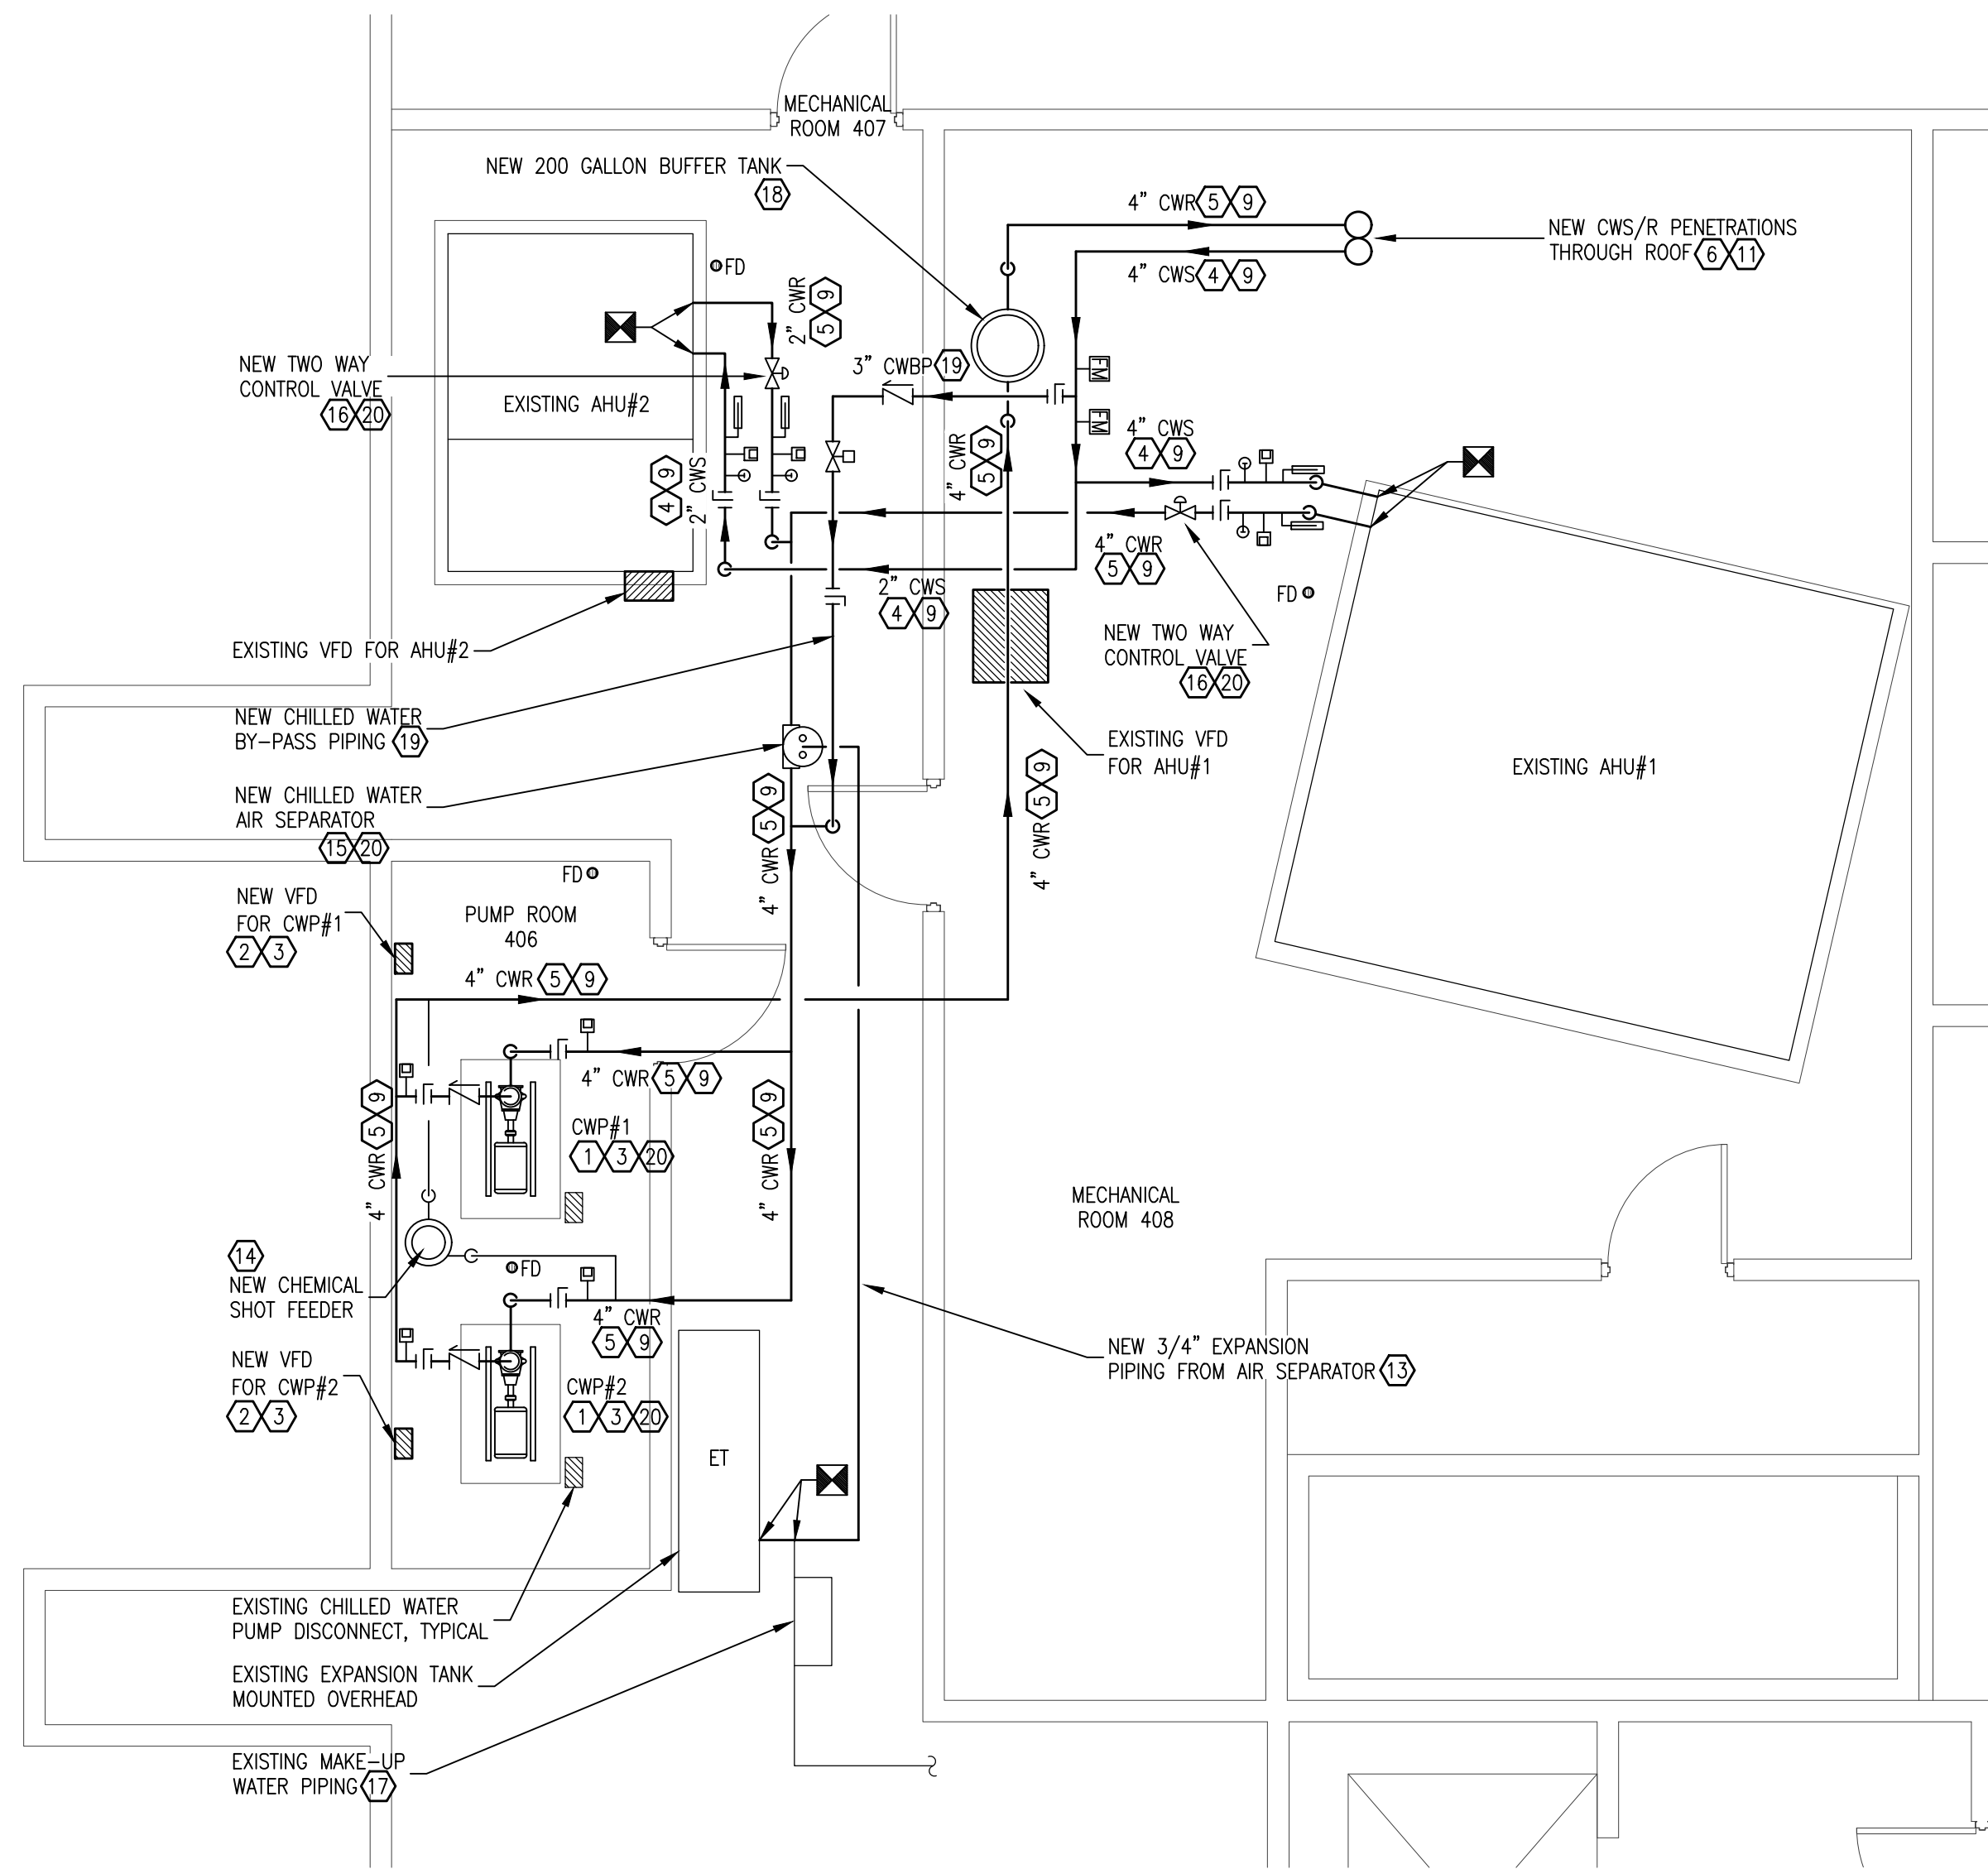 MECHANICAL
ROOM 407
NEW 200 GALLON BUFFER TANK
18
4" CWR 5 9
NEW CWS/R PENETRATIONS
THROUGH ROOF 6 11
4" CWS 4 9
FD
2" CWR 5 9
NEW TWO WAY
CONTROL VALVE
16 20
EXISTING AHU#2
3" CWBP 19
FM
FM
4" CWS
4 9
2" CWS 4 9
4" CWR 5 9
4" CWR
5 9
2" CWS
4 9
FD
NEW TWO WAY
CONTROL VALVE
16 20
EXISTING VFD FOR AHU#2
NEW CHILLED WATER
BY-PASS PIPING 19
EXISTING VFD
FOR AHU#1
EXISTING AHU#1
NEW CHILLED WATER
AIR SEPARATOR
15 20
4" CWR 5 9
4" CWR 5 9
FD
NEW VFD
FOR CWP#1
2 3
PUMP ROOM
406
4" CWR 5 9
4" CWR 5 9
4" CWR 5 9
CWP#1
1 3 20
4" CWR 5 9
MECHANICAL
ROOM 408
14
NEW CHEMICAL
SHOT FEEDER
FD
4" CWR
5 9
NEW VFD
FOR CWP#2
2 3
CWP#2
1 3 20
NEW 3/4" EXPANSION
PIPING FROM AIR SEPARATOR 13
ET
EXISTING CHILLED WATER
PUMP DISCONNECT, TYPICAL
EXISTING EXPANSION TANK
MOUNTED OVERHEAD
EXISTING MAKE-UP
WATER PIPING 17